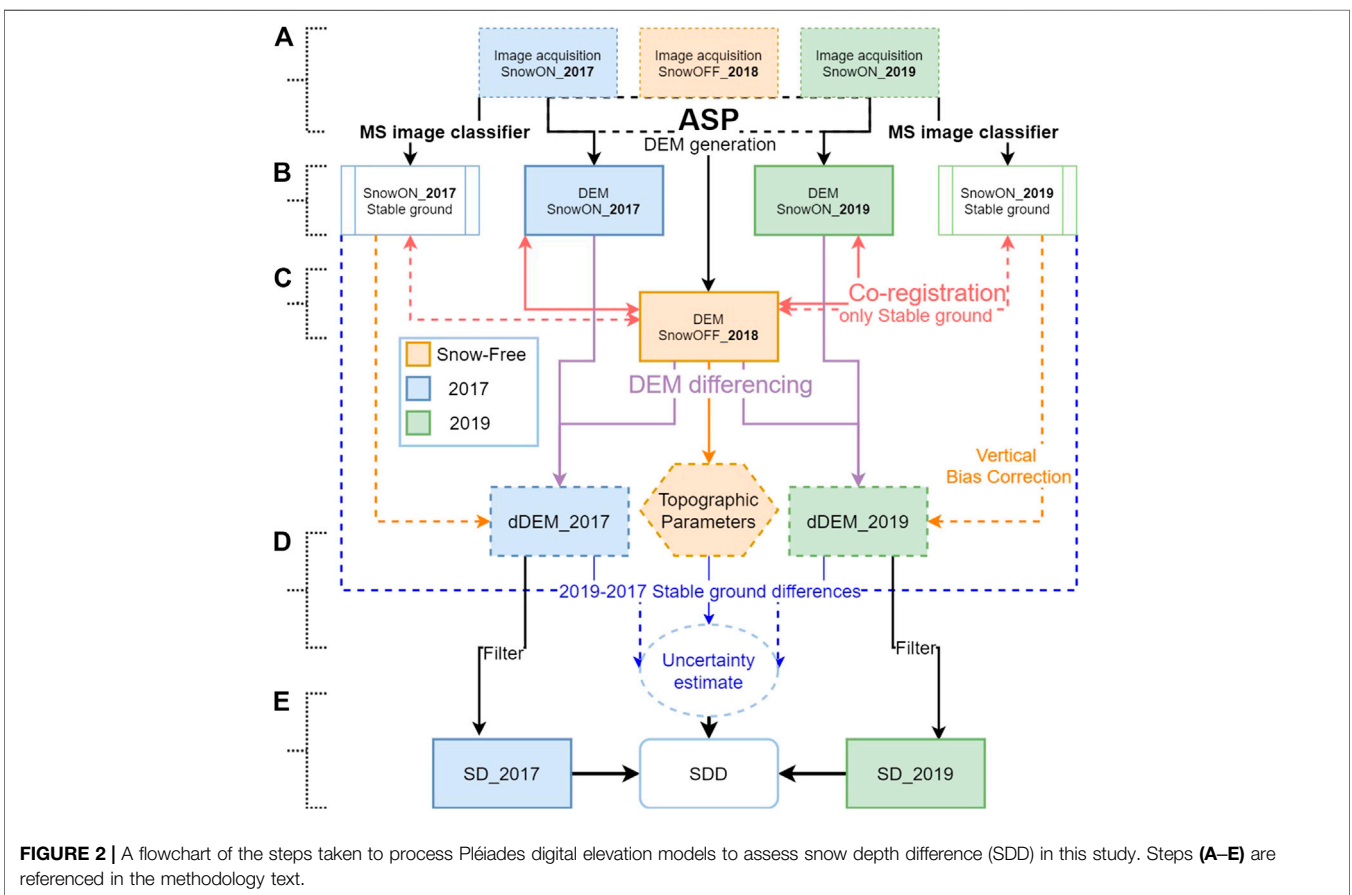 A
Image acquisition
SnowON_2017
Image acquisition
SnowOFF_2018
Image acquisition
SnowON_2019
MS image classifier
ASP
DEM generation
MS image classifier
B
SnowON_2017
Stable ground
DEM
SnowON_2017
DEM
SnowON_2019
SnowON_2019
Stable ground
C
Co-registration
only Stable ground
DEM
SnowOFF_2018
Snow-Free
2017
2019
DEM differencing
Vertical
Bias Correction
Topographic
Parameters
dDEM_2017
dDEM_2019
D
2019-2017 Stable ground differences
Filter
Filter
Uncertainty
estimate
E
SD_2017
SDD
SD_2019
FIGURE 2 | A flowchart of the steps taken to process Pléiades digital elevation models to assess snow depth difference (SDD) in this study. Steps (A–E) are
referenced in the methodology text.